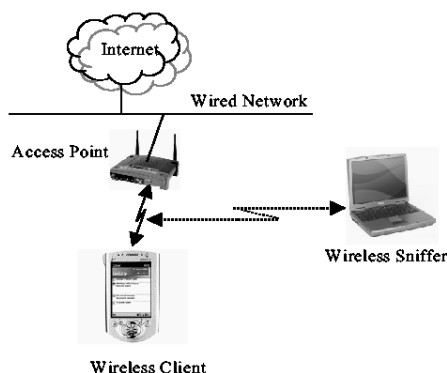 Internet
Wired Network
Access Point
Wireless Sniffer
Wireless Client